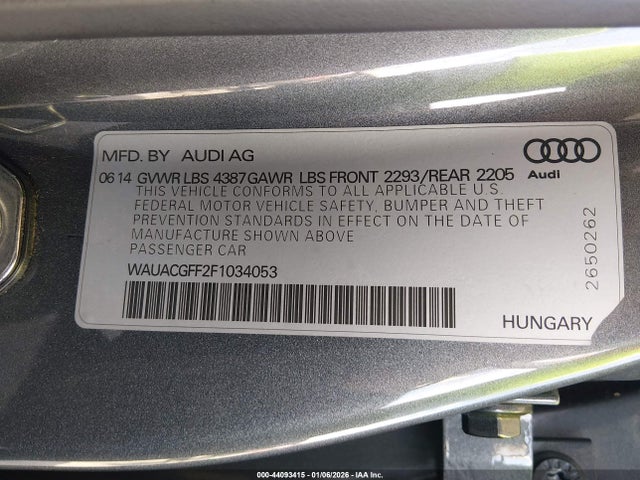 MFD. BY AUDI AG
Audi
06 14 GVWR LBS 4387 GAWR LBS FRONT 2293/REAR 2205
THIS VEHICLE CONFORMS TO ALL APPLICABLE U.S.
FEDERAL MOTOR VEHICLE SAFETY, BUMPER AND THEFT
PREVENTION STANDARDS IN EFFECT ON THE DATE OF
MANUFACTURE SHOWN ABOVE
PASSENGER CAR
WAUACGFF2F1034053
HUNGARY
2650262
000-44093415 - 01/06/2026 - IAA Inc.